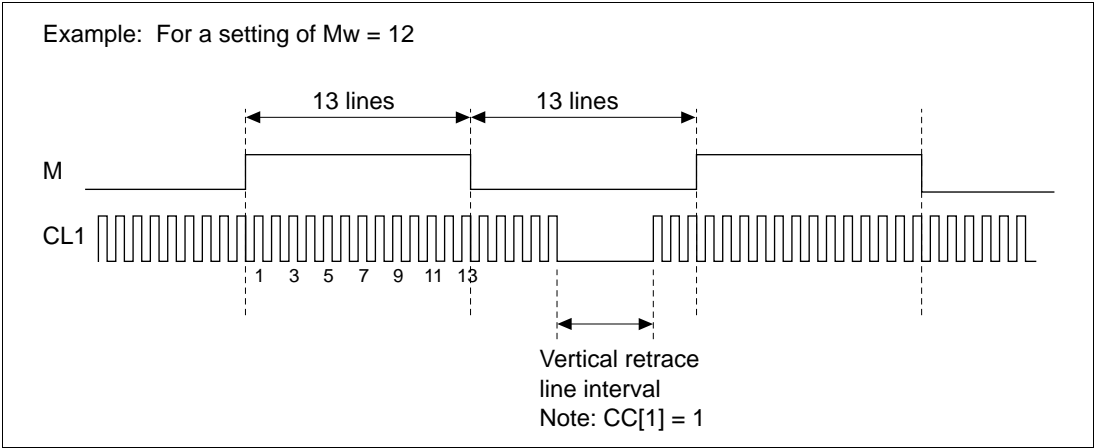 Example: For a setting of Mw = 12
13 lines 13 lines
M
CL1
1 3 5 7 9 11 13
Vertical retrace
line interval
Note: CC[1] = 1